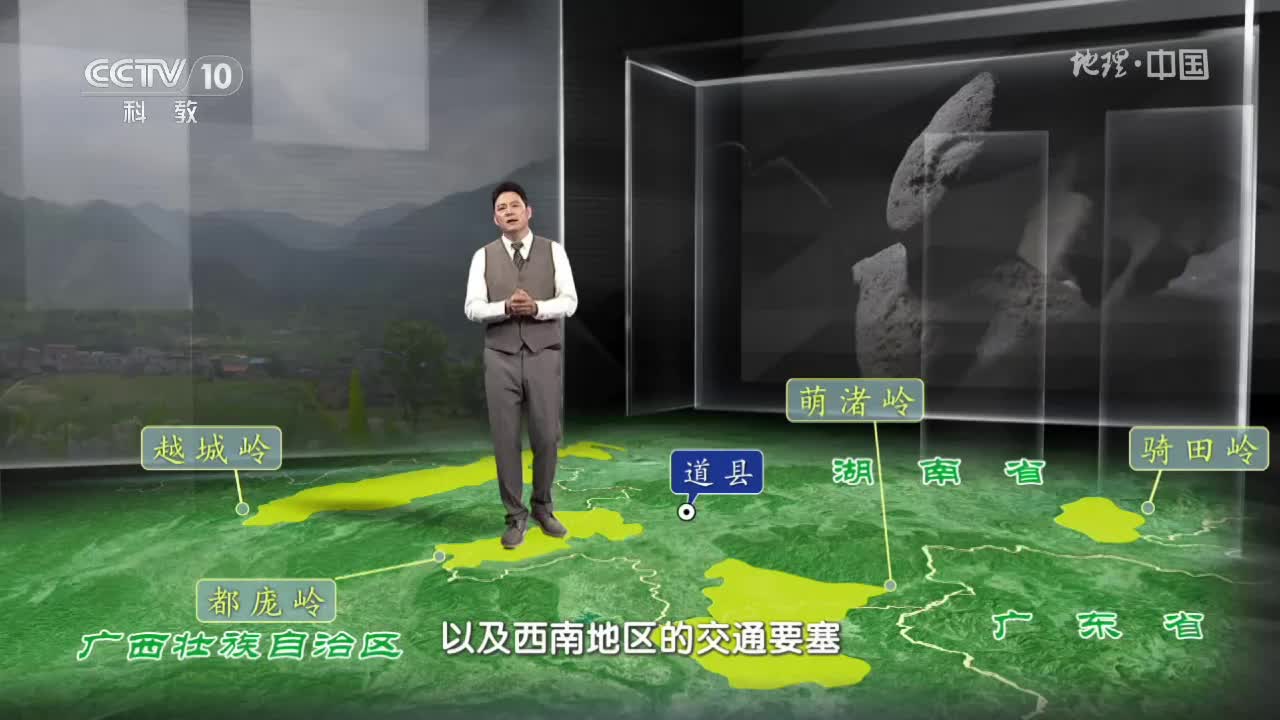 CCTV 10
科教
地理·中国
萌渚岭
越城岭
道县
湖南省
骑田岭
都庞岭
广西壮族自治区
广东省
以及西南地区的交通要塞